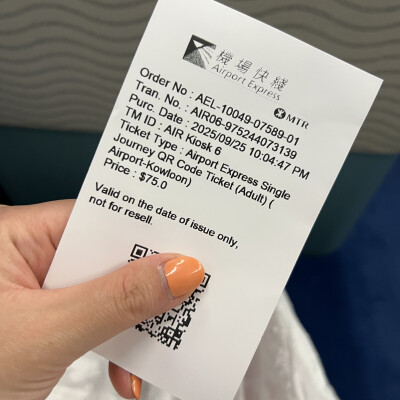 機場快綫
Airport Express
MTR
Order No : AEL-10049-07589-01
Tran. No. : AIR06-975244073139
Purc. Date : 2025/09/25 10:04:47 PM
TM ID : AIR Kiosk 6
Ticket Type : Airport Express Single
Journey QR Code Ticket (Adult) (
Airport-Kowloon)
Price : $75.0
Valid on the date of issue only,
not for resell.